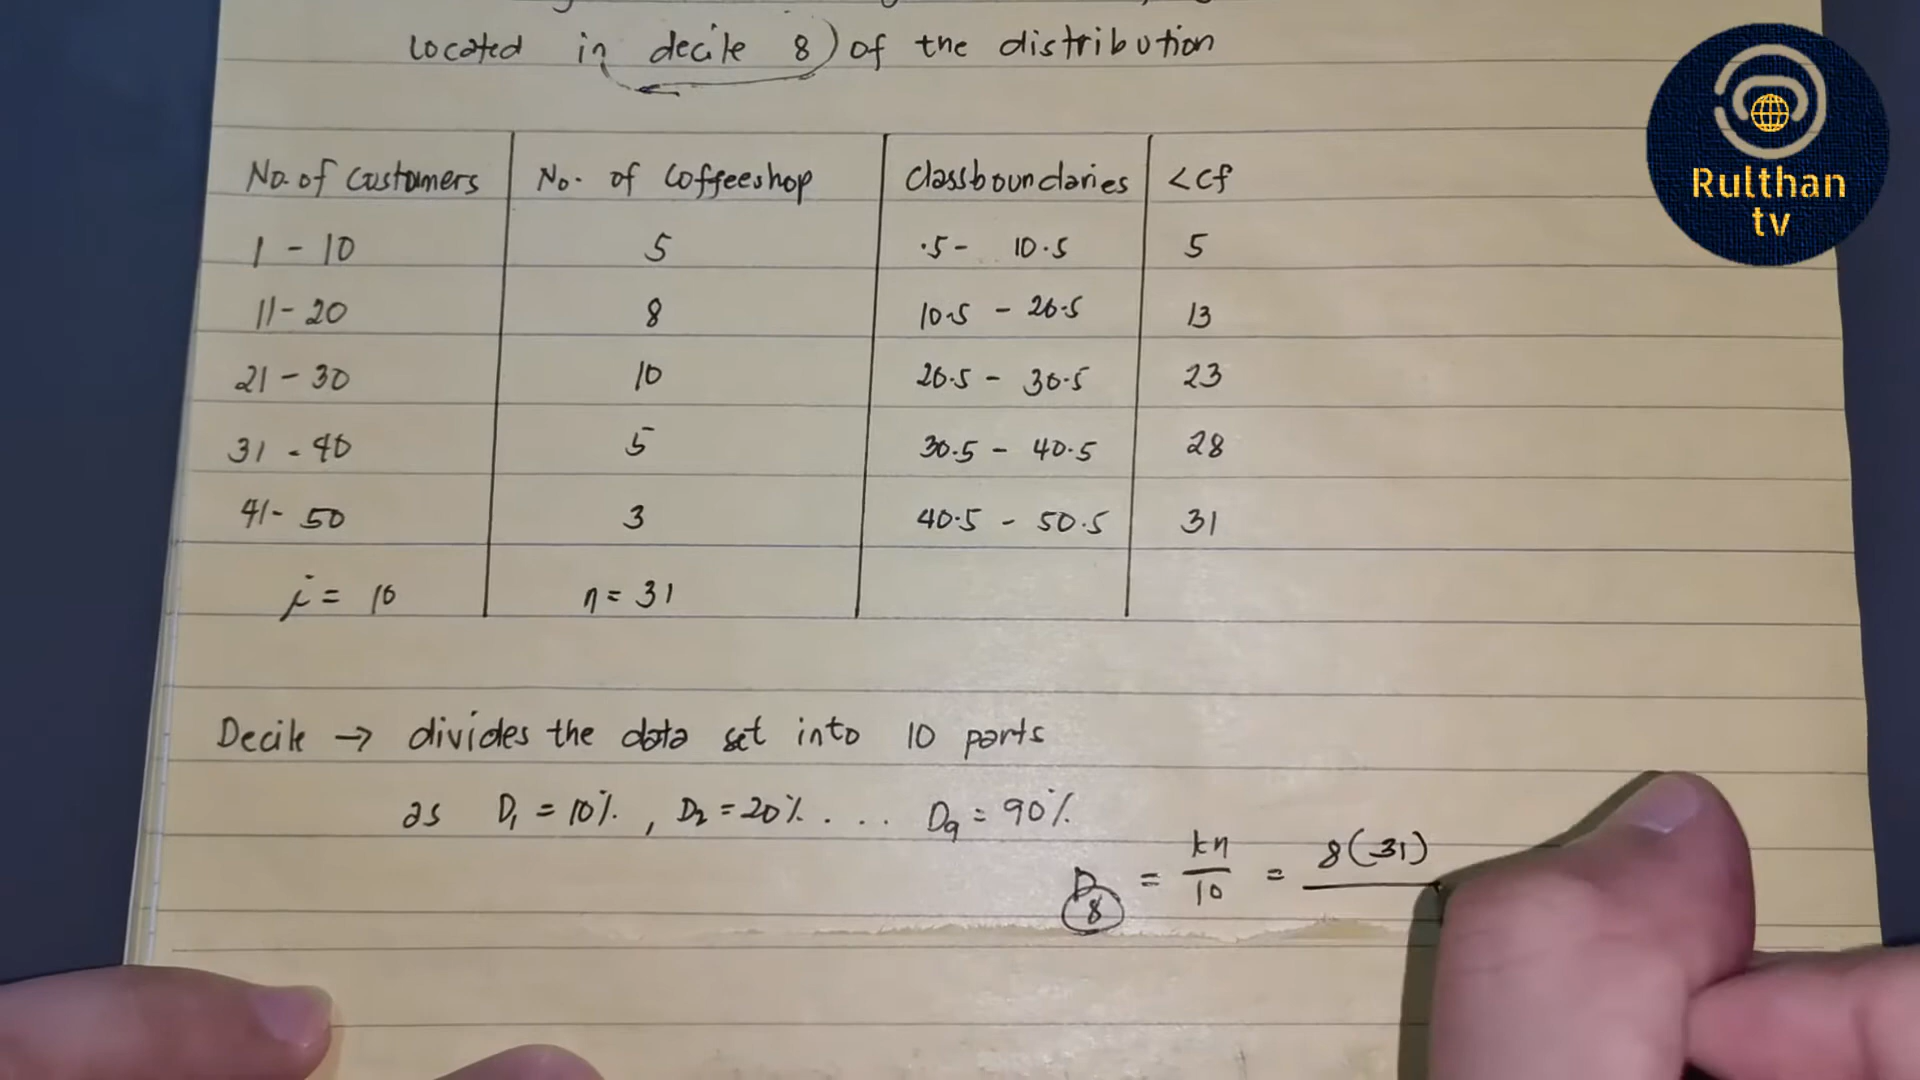 located in decile 8) of the distribution
No. of Customers No. of Coffeeshop Classboundaries <cf
1 - 10 5 .5 - 10.5 5
11 - 20 8 10.5 - 20.5 13
21 - 30 10 20.5 - 30.5 23
31 - 40 5 30.5 - 40.5 28
41 - 50 3 40.5 - 50.5 31
i = 10 n = 31
Decile → divides the data set into 10 parts
as D1 = 10%, D2 = 20% . . . D9 = 90%
D8 = kn/10 = 8(31)
Rulthan
tv